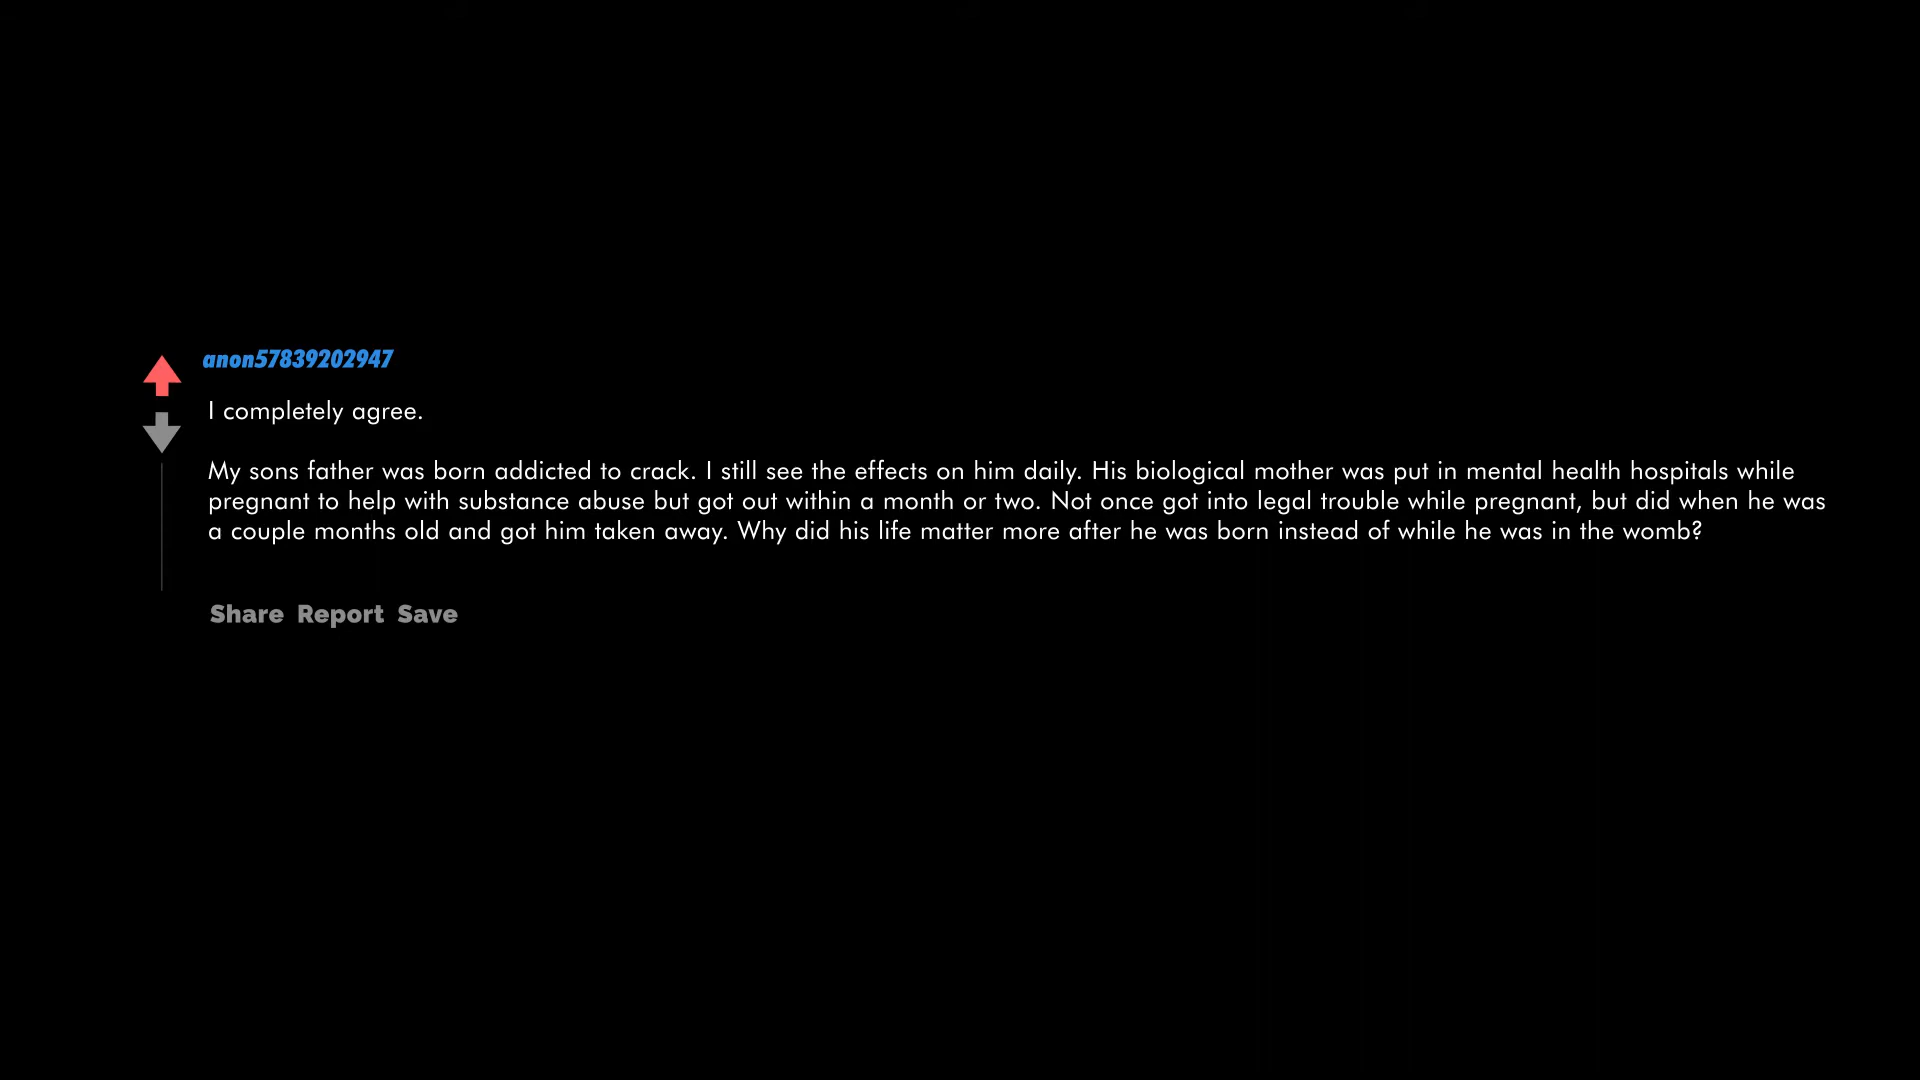 anon57839202947
I completely agree.
My sons father was born addicted to crack. I still see the effects on him daily. His biological mother was put in mental health hospitals while
pregnant to help with substance abuse but got out within a month or two. Not once got into legal trouble while pregnant, but did when he was
a couple months old and got him taken away. Why did his life matter more after he was born instead of while he was in the womb?
Share Report Save